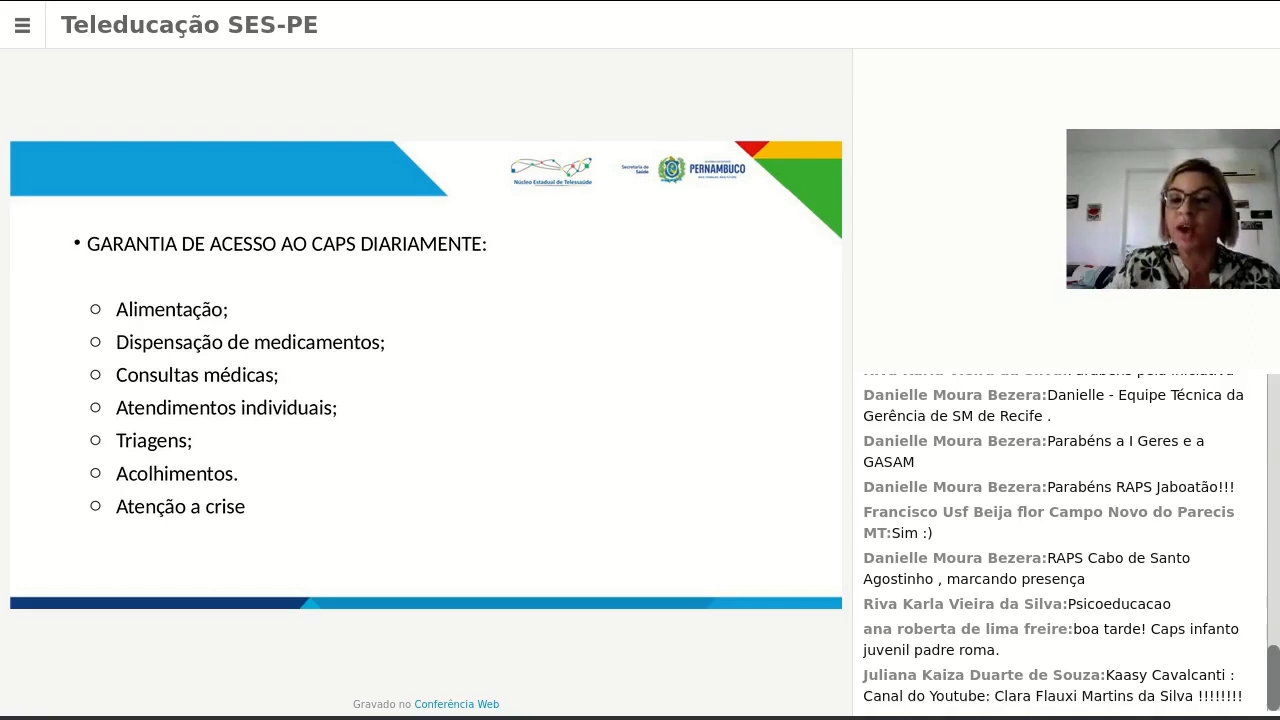 Teleducação SES-PE
Núcleo Estadual de Telessaúde
Secretaria de
Saúde
PERNAMBUCO
• GARANTIA DE ACESSO AO CAPS DIARIAMENTE:
Alimentação;
Dispensação de medicamentos;
Consultas médicas;
Atendimentos individuais;
Triagens;
Acolhimentos.
Atenção a crise
Gravado no Conferência Web
Danielle Moura Bezera:Danielle - Equipe Técnica da
Gerência de SM de Recife .
Danielle Moura Bezera:Parabéns a I Geres e a
GASAM
Danielle Moura Bezera:Parabéns RAPS Jaboatão!!!
Francisco Usf Beija flor Campo Novo do Parecis
MT:Sim :)
Danielle Moura Bezera:RAPS Cabo de Santo
Agostinho , marcando presença
Riva Karla Vieira da Silva:Psicoeducacao
ana roberta de lima freire:boa tarde! Caps infanto
juvenil padre roma.
Juliana Kaiza Duarte de Souza:Kaasy Cavalcanti :
Canal do Youtube: Clara Flauxi Martins da Silva !!!!!!!!